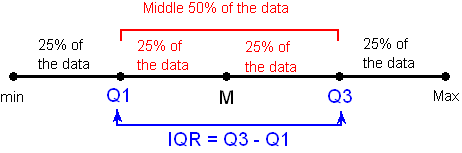 Middle 50% of the data
25% of
the data
25% of
the data
25% of
the data
25% of
the data
min
Q1
M
Q3
Max
IQR = Q3 - Q1